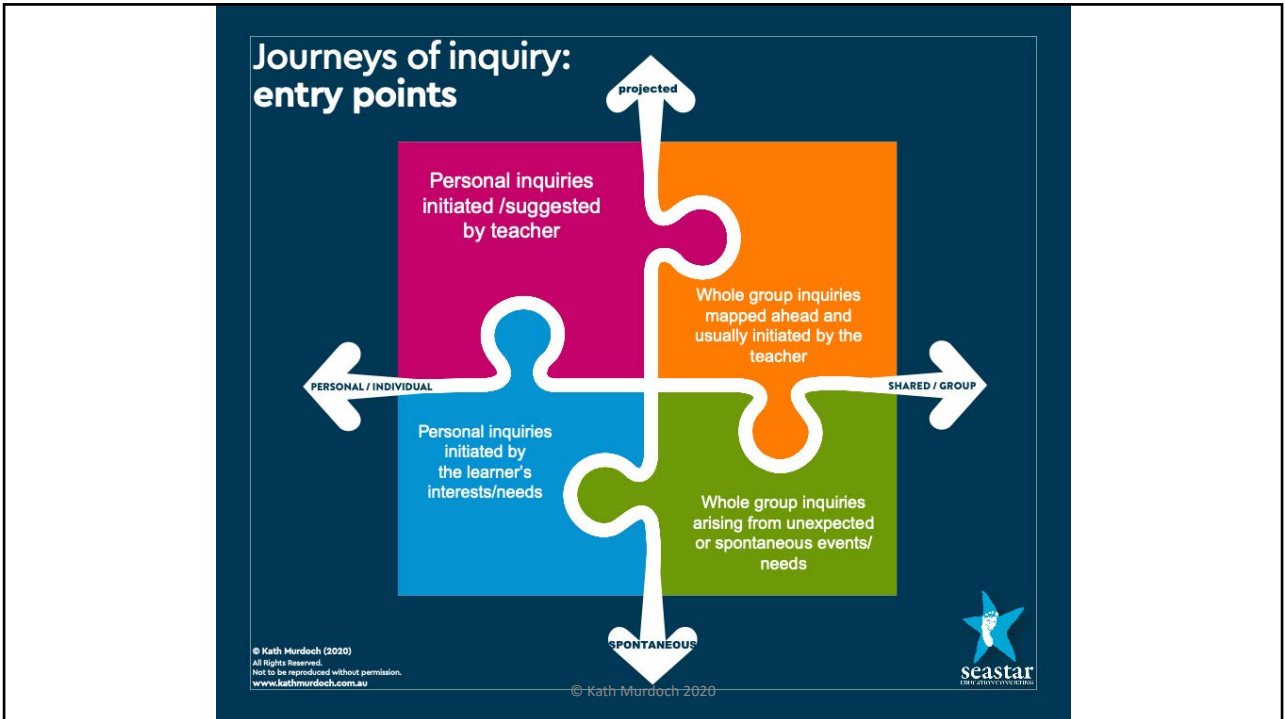 Journeys of inquiry:
entry points
projected
Personal inquiries
initiated /suggested
by teacher
Whole group inquiries
mapped ahead and
usually initiated by the
teacher
PERSONAL / INDIVIDUAL
SHARED / GROUP
Personal inquiries
initiated by
the learner's
interests/needs
Whole group inquiries
arising from unexpected
or spontaneous events/
needs
SPONTANEOUS
© Kath Murdoch (2020)
All Rights Reserved.
Not to be reproduced without permission.
www.kathmurdoch.com.au
© Kath Murdoch 2020
seastar
EDUCATION CONSULTING